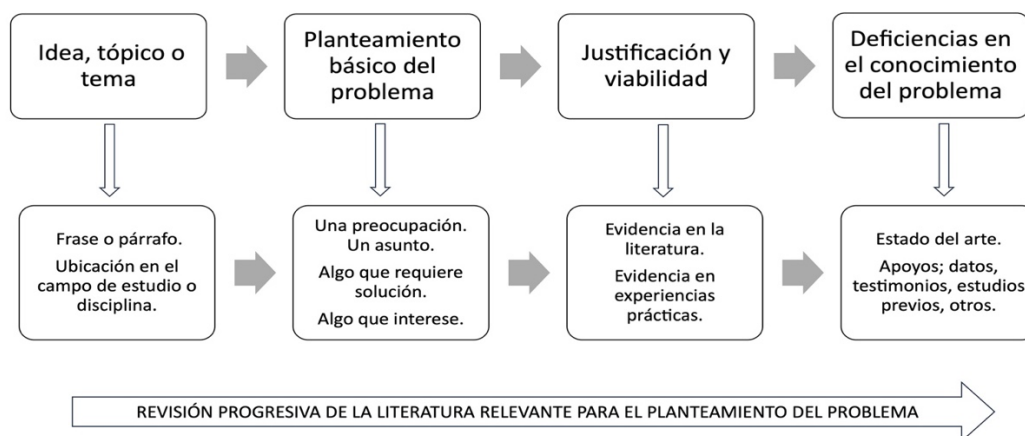 Idea, tópico o
tema
Planteamiento
básico del
problema
Justificación y
viabilidad
Deficiencias en
el conocimiento
del problema
Frase o párrafo.
Ubicación en el
campo de estudio o
disciplina.
Una preocupación.
Un asunto.
Algo que requiere
solución.
Algo que interese.
Evidencia en la
literatura.
Evidencia en
experiencias
prácticas.
Estado del arte.
Apoyos; datos,
testimonios, estudios
previos, otros.
REVISIÓN PROGRESIVA DE LA LITERATURA RELEVANTE PARA EL PLANTEAMIENTO DEL PROBLEMA